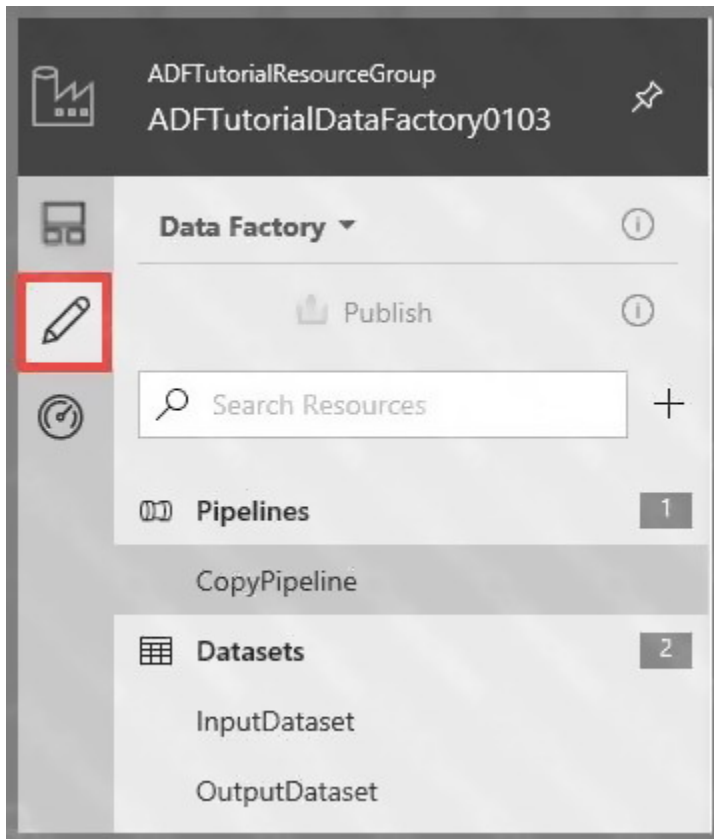 ADFTutorialResourceGroup
ADFTutorialDataFactory0103
Data Factory
Publish
Search Resources
Pipelines 1
CopyPipeline
Datasets 2
InputDataset
OutputDataset